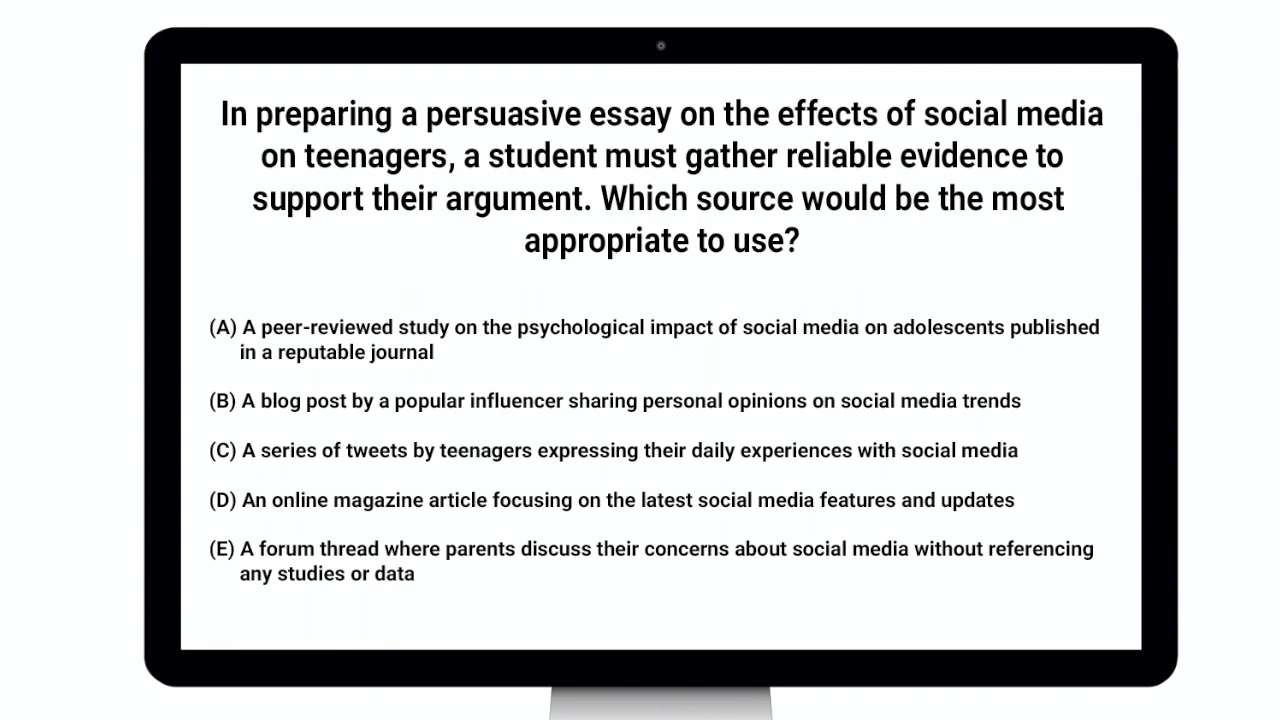 In preparing a persuasive essay on the effects of social media
on teenagers, a student must gather reliable evidence to
support their argument. Which source would be the most
appropriate to use?
(A) A peer-reviewed study on the psychological impact of social media on adolescents published
in a reputable journal
(B) A blog post by a popular influencer sharing personal opinions on social media trends
(C) A series of tweets by teenagers expressing their daily experiences with social media
(D) An online magazine article focusing on the latest social media features and updates
(E) A forum thread where parents discuss their concerns about social media without referencing
any studies or data